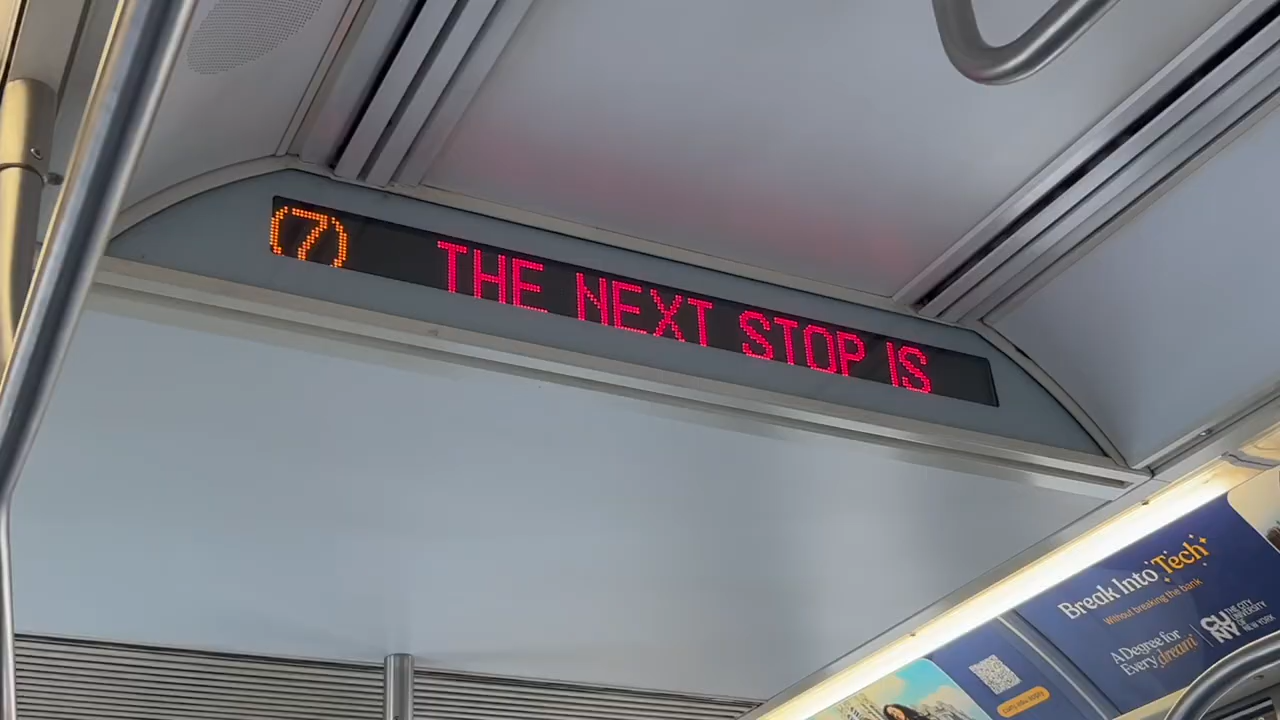 (7) THE NEXT STOP IS
Break Into Tech
Without breaking the bank
A Degree for
Every dream
CUNY
THE CITY
UNIVERSITY
OF
NEW YORK